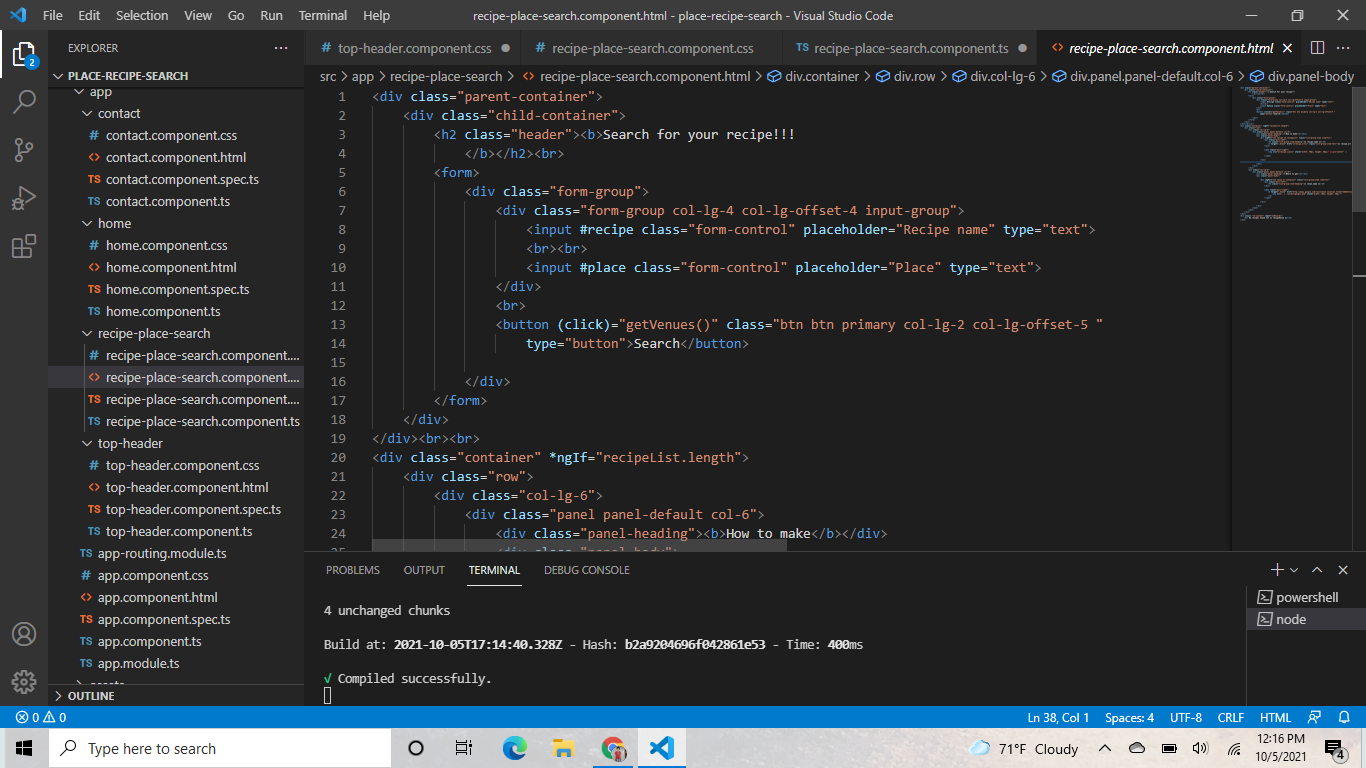 File Edit Selection View Go Run Terminal Help
recipe-place-search.component.html - place-recipe-search - Visual Studio Code
EXPLORER
PLACE-RECIPE-SEARCH
app
contact
# contact.component.css
<> contact.component.html
TS contact.component.spec.ts
TS contact.component.ts
home
# home.component.css
<> home.component.html
TS home.component.spec.ts
TS home.component.ts
recipe-place-search
# recipe-place-search.component....
<> recipe-place-search.component....
TS recipe-place-search.component....
TS recipe-place-search.component.ts
top-header
# top-header.component.css
<> top-header.component.html
TS top-header.component.spec.ts
TS top-header.component.ts
TS app-routing.module.ts
# app.component.css
<> app.component.html
TS app.component.spec.ts
TS app.component.ts
TS app.module.ts
OUTLINE
2
# top-header.component.css
# recipe-place-search.component.css
TS recipe-place-search.component.ts
<> recipe-place-search.component.html
src > app > recipe-place-search > <> recipe-place-search.component.html > div.container > div.row > div.col-lg-6 > div.panel.panel-default.col-6 > div.panel-body
1 <div class="parent-container">
2 <div class="child-container">
3 <h2 class="header"><b>Search for your recipe!!!
4 </b></h2><br>
5 <form>
6 <div class="form-group">
7 <div class="form-group col-lg-4 col-lg-offset-4 input-group">
8 <input #recipe class="form-control" placeholder="Recipe name" type="text">
9 <br><br>
10 <input #place class="form-control" placeholder="Place" type="text">
11 </div>
12 <br>
13 <button (click)="getVenues()" class="btn btn primary col-lg-2 col-lg-offset-5 "
14 type="button">Search</button>
15
16 </div>
17 </form>
18 </div>
19 </div><br><br>
20 <div class="container" *ngIf="recipeList.length">
21 <div class="row">
22 <div class="col-lg-6">
23 <div class="panel panel-default col-6">
24 <div class="panel-heading"><b>How to make</b></div>
PROBLEMS OUTPUT TERMINAL DEBUG CONSOLE
4 unchanged chunks
Build at: 2021-10-05T17:14:40.328Z - Hash: b2a9204696f042861e53 - Time: 400ms
√ Compiled successfully.
powershell
node
0 0
Ln 38, Col 1 Spaces: 4 UTF-8 CRLF HTML
Type here to search
71°F Cloudy
12:16 PM
10/5/2021
4